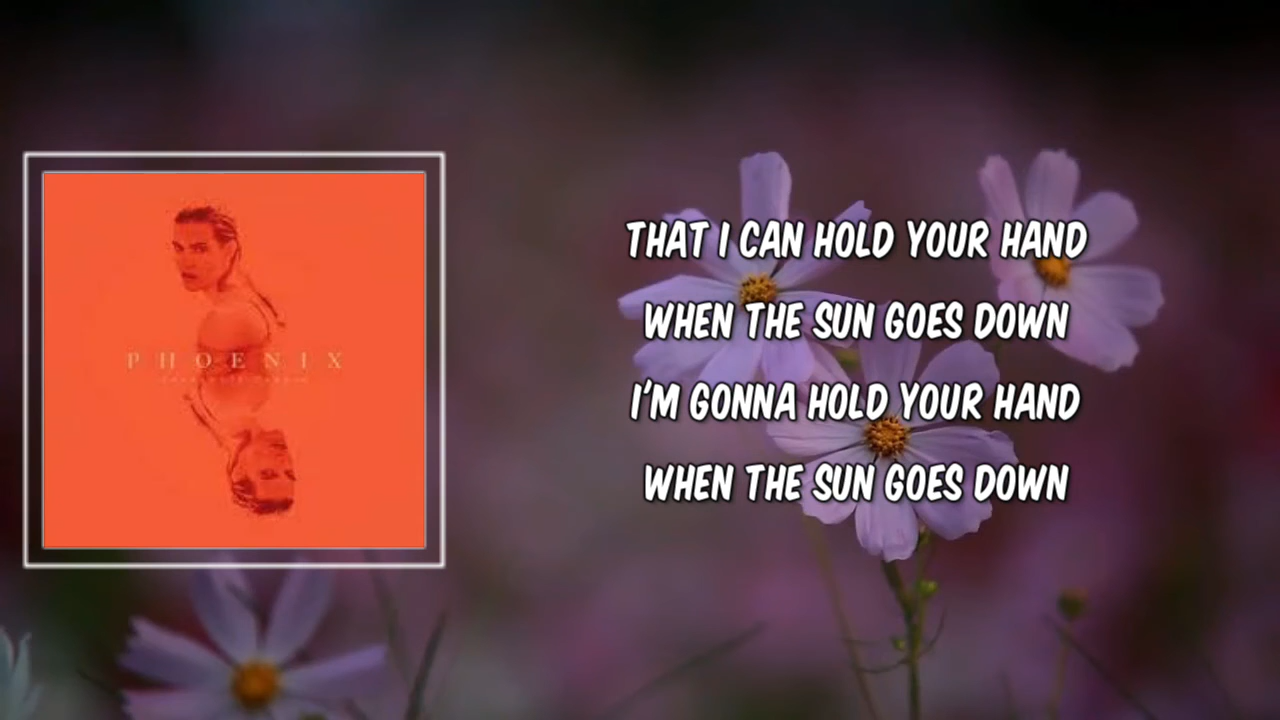 PHOENIX
THAT I CAN HOLD YOUR HAND
WHEN THE SUN GOES DOWN
I'M GONNA HOLD YOUR HAND
WHEN THE SUN GOES DOWN